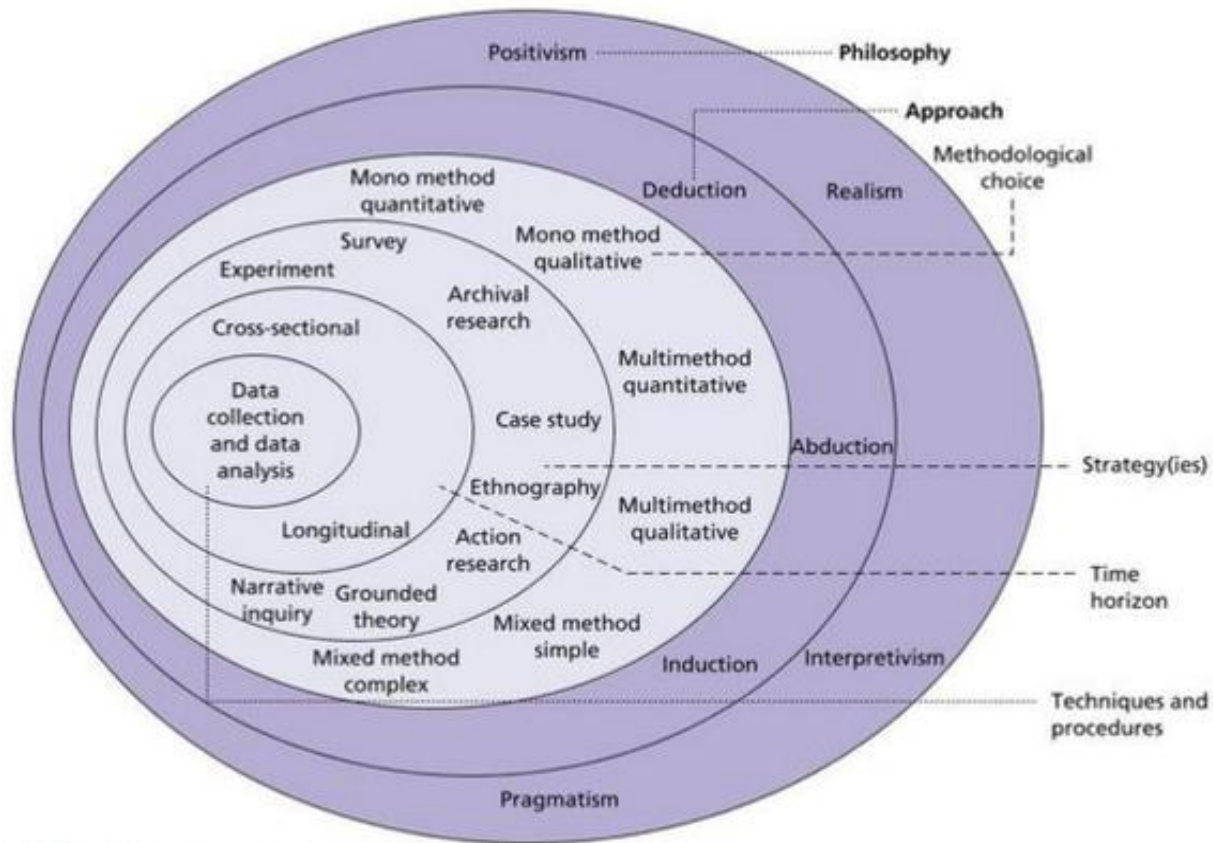 Positivism
Philosophy
Approach
Methodological
choice
Mono method
quantitative
Deduction
Realism
Survey
Mono method
qualitative
Experiment
Archival
research
Cross-sectional
Multimethod
quantitative
Data
collection
and data
analysis
Case study
Abduction
Strategy(ies)
Ethnography
Multimethod
qualitative
Longitudinal
Action
research
Time
horizon
Narrative
inquiry
Grounded
theory
Mixed method
simple
Mixed method
complex
Induction
Interpretivism
Techniques and
procedures
Pragmatism